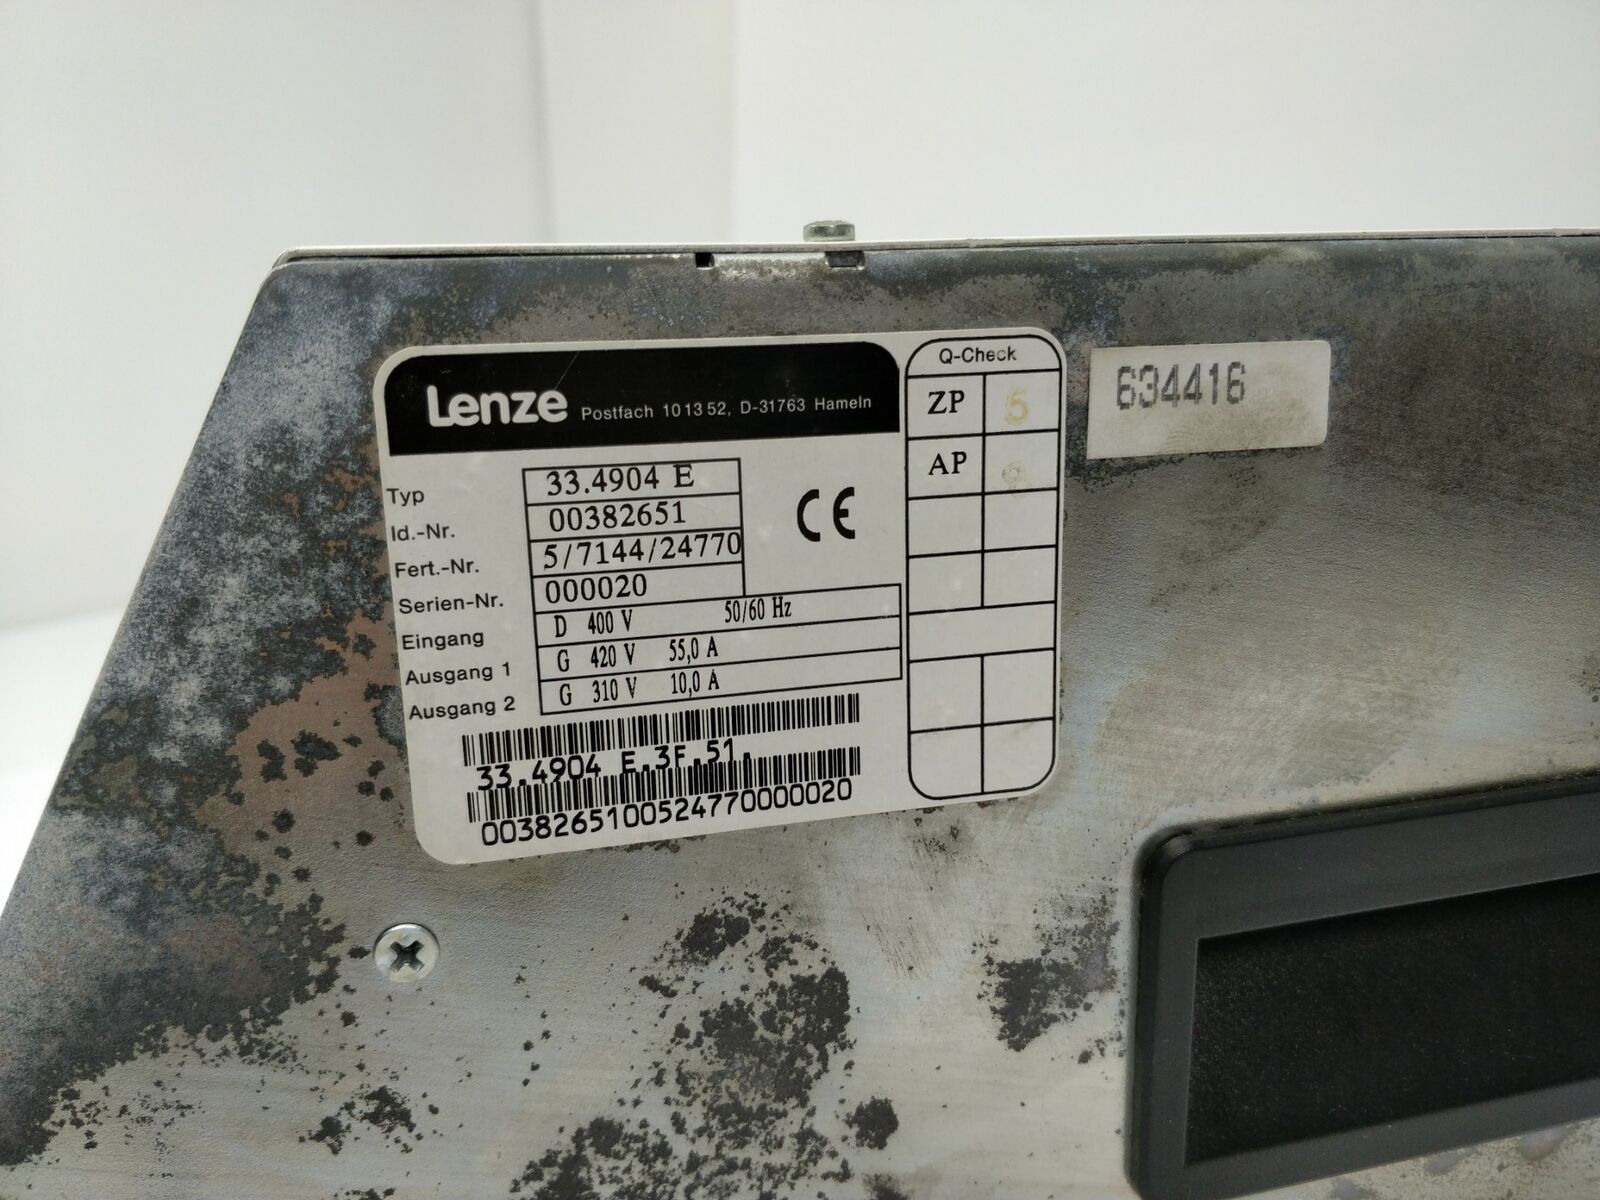 Lenze Postfach 10 13 52, D-31763 Hameln
Typ 33.4904 E
Id.-Nr. 00382651
Fert.-Nr. 5/7144/24770
Serien-Nr. 000020
Eingang D 400 V 50/60 Hz
Ausgang 1 G 420 V 55,0 A
Ausgang 2 G 310 V 10,0 A
CE
33.4904 E.3F.51.
0038265100524770000020
Q-Check
ZP 5
AP
634416